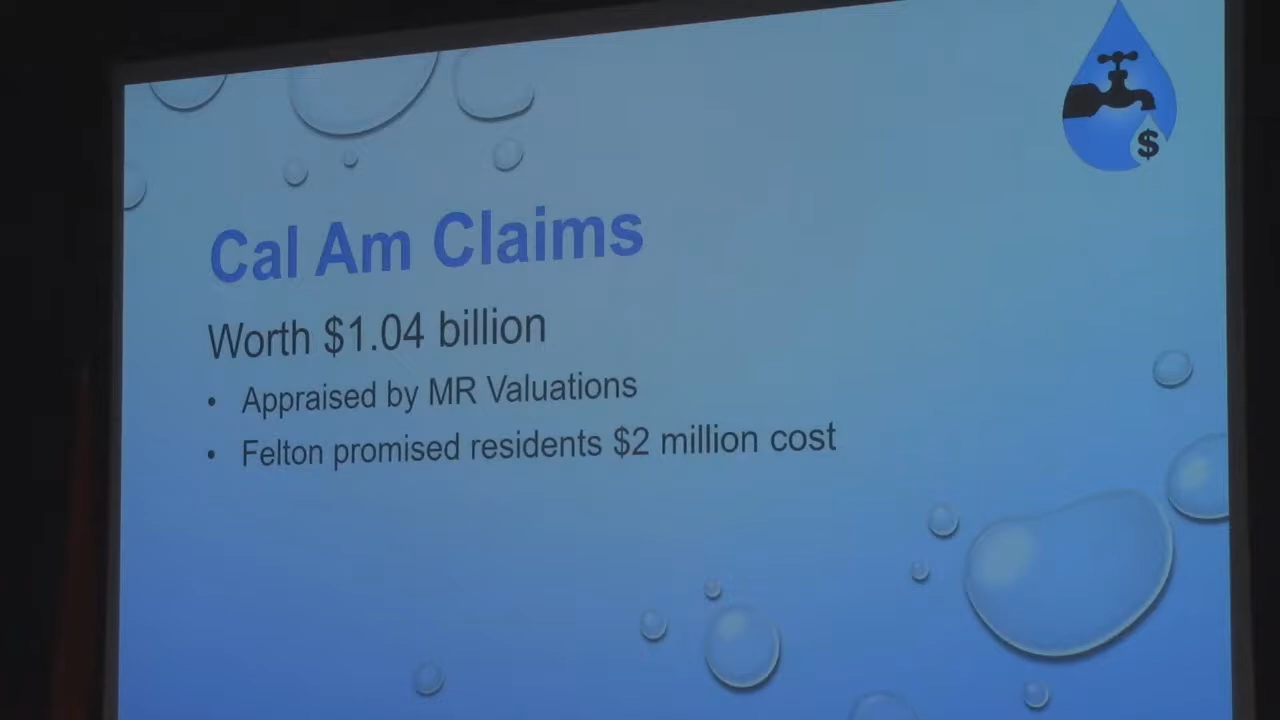 $
Cal Am Claims
Worth $1.04 billion
• Appraised by MR Valuations
• Felton promised residents $2 million cost